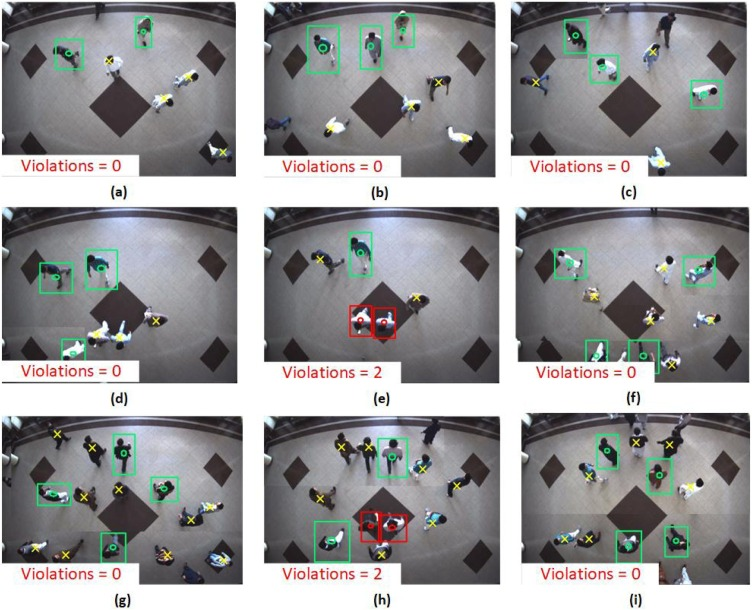 Violations = 0
Violations = 0
Violations = 0
(a)
(b)
(c)
Violations = 0
Violations = 2
Violations = 0
(d)
(e)
(f)
Violations = 0
Violations = 2
Violations = 0
(g)
(h)
(i)